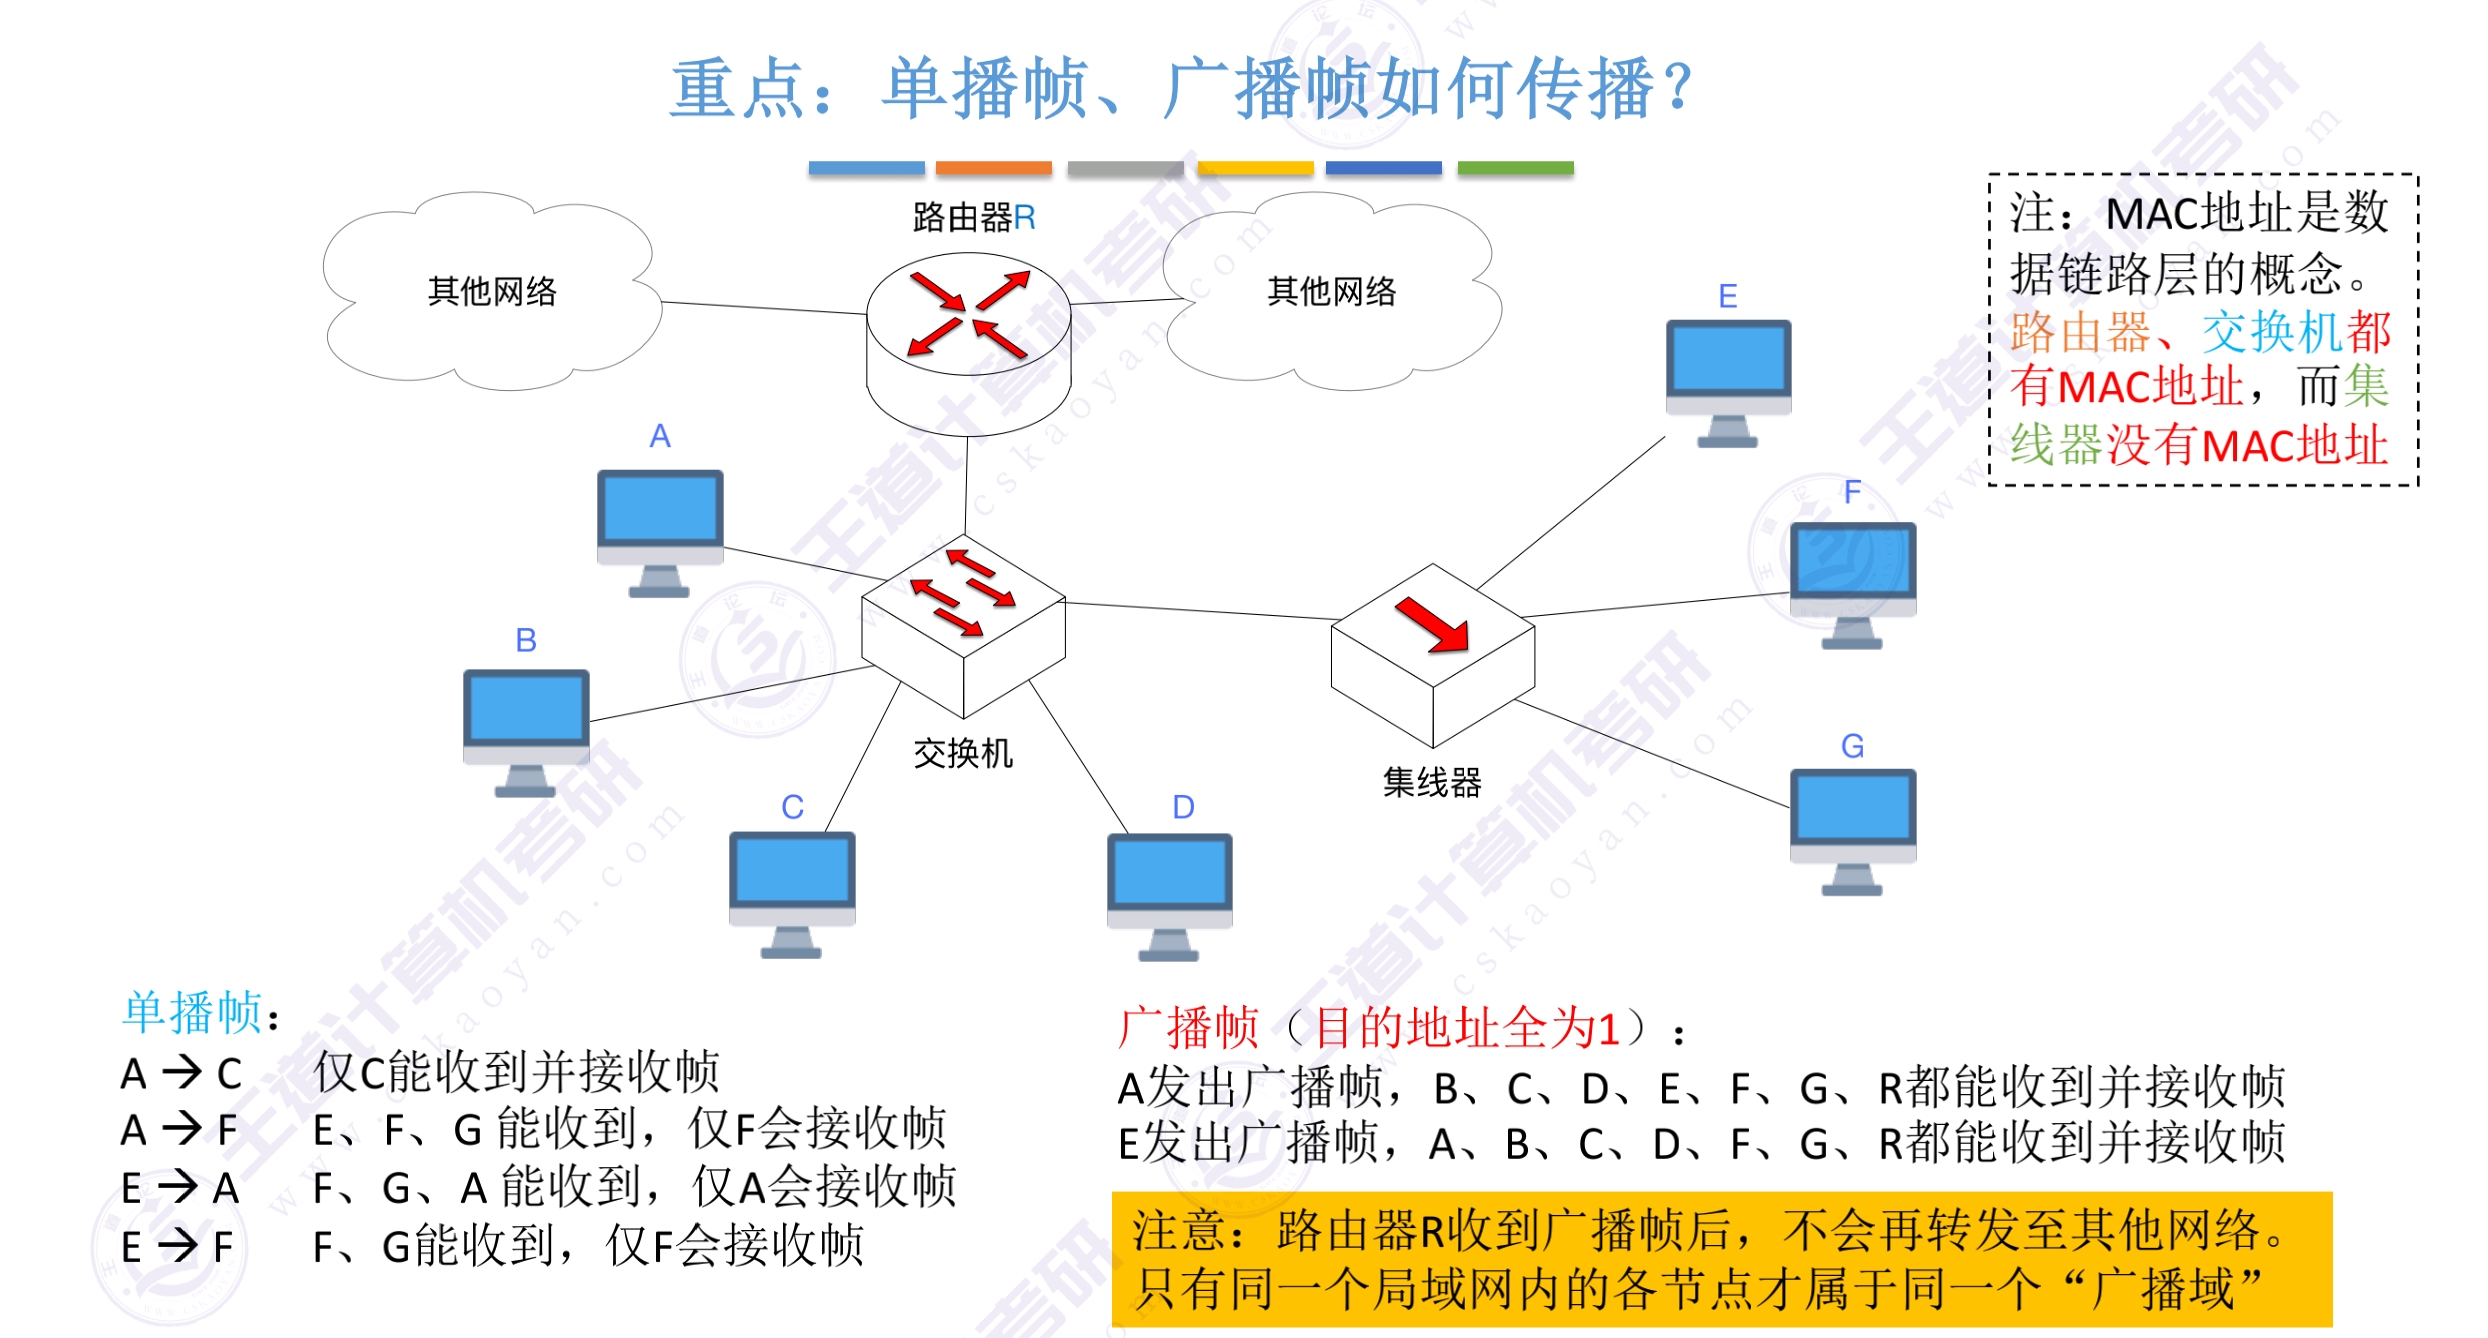 重点：单播帧、广播帧如何传播？
路由器R
其他网络
其他网络
注：MAC地址是数
据链路层的概念。
路由器、交换机都
有MAC地址，而集
线器没有MAC地址
A
B
C
D
E
F
G
交换机
集线器
单播帧：
A → C 仅C能收到并接收帧
A → F E、F、G 能收到，仅F会接收帧
E → A F、G、A 能收到，仅A会接收帧
E → F F、G能收到，仅F会接收帧
广播帧（目的地址全为1）：
A发出广播帧，B、C、D、E、F、G、R都能收到并接收帧
E发出广播帧，A、B、C、D、F、G、R都能收到并接收帧
注意：路由器R收到广播帧后，不会再转发至其他网络。
只有同一个局域网内的各节点才属于同一个“广播域”
王道计算机考研
www.cskaoyan.com